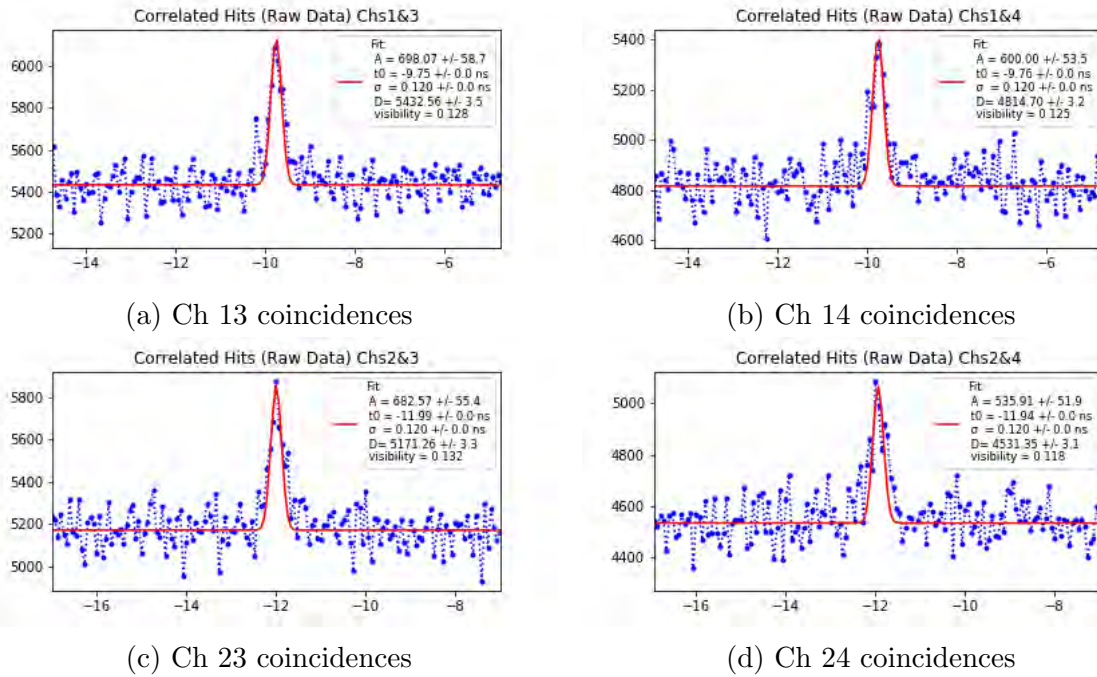 Correlated Hits (Raw Data) Chs1&3
Fit:
A = 698.07 +/- 58.7
t0 = -9.75 +/- 0.0 ns
σ = 0.120 +/- 0.0 ns
D= 5432.56 +/- 3.5
visibility = 0.128
6000
5800
5600
5400
5200
−14
−12
−10
−8
−6
(a) Ch 13 coincidences
Correlated Hits (Raw Data) Chs1&4
Fit:
A = 600.00 +/- 53.5
t0 = -9.76 +/- 0.0 ns
σ = 0.120 +/- 0.0 ns
D= 4814.70 +/- 3.2
visibility = 0.125
5400
5200
5000
4800
4600
−14
−12
−10
−8
−6
(b) Ch 14 coincidences
Correlated Hits (Raw Data) Chs2&3
Fit:
A = 682.57 +/- 55.4
t0 = -11.99 +/- 0.0 ns
σ = 0.120 +/- 0.0 ns
D= 5171.26 +/- 3.3
visibility = 0.132
5800
5600
5400
5200
5000
−16
−14
−12
−10
−8
(c) Ch 23 coincidences
Correlated Hits (Raw Data) Chs2&4
Fit:
A = 535.91 +/- 51.9
t0 = -11.94 +/- 0.0 ns
σ = 0.120 +/- 0.0 ns
D= 4531.35 +/- 3.1
visibility = 0.118
5000
4800
4600
4400
−16
−14
−12
−10
−8
(d) Ch 24 coincidences